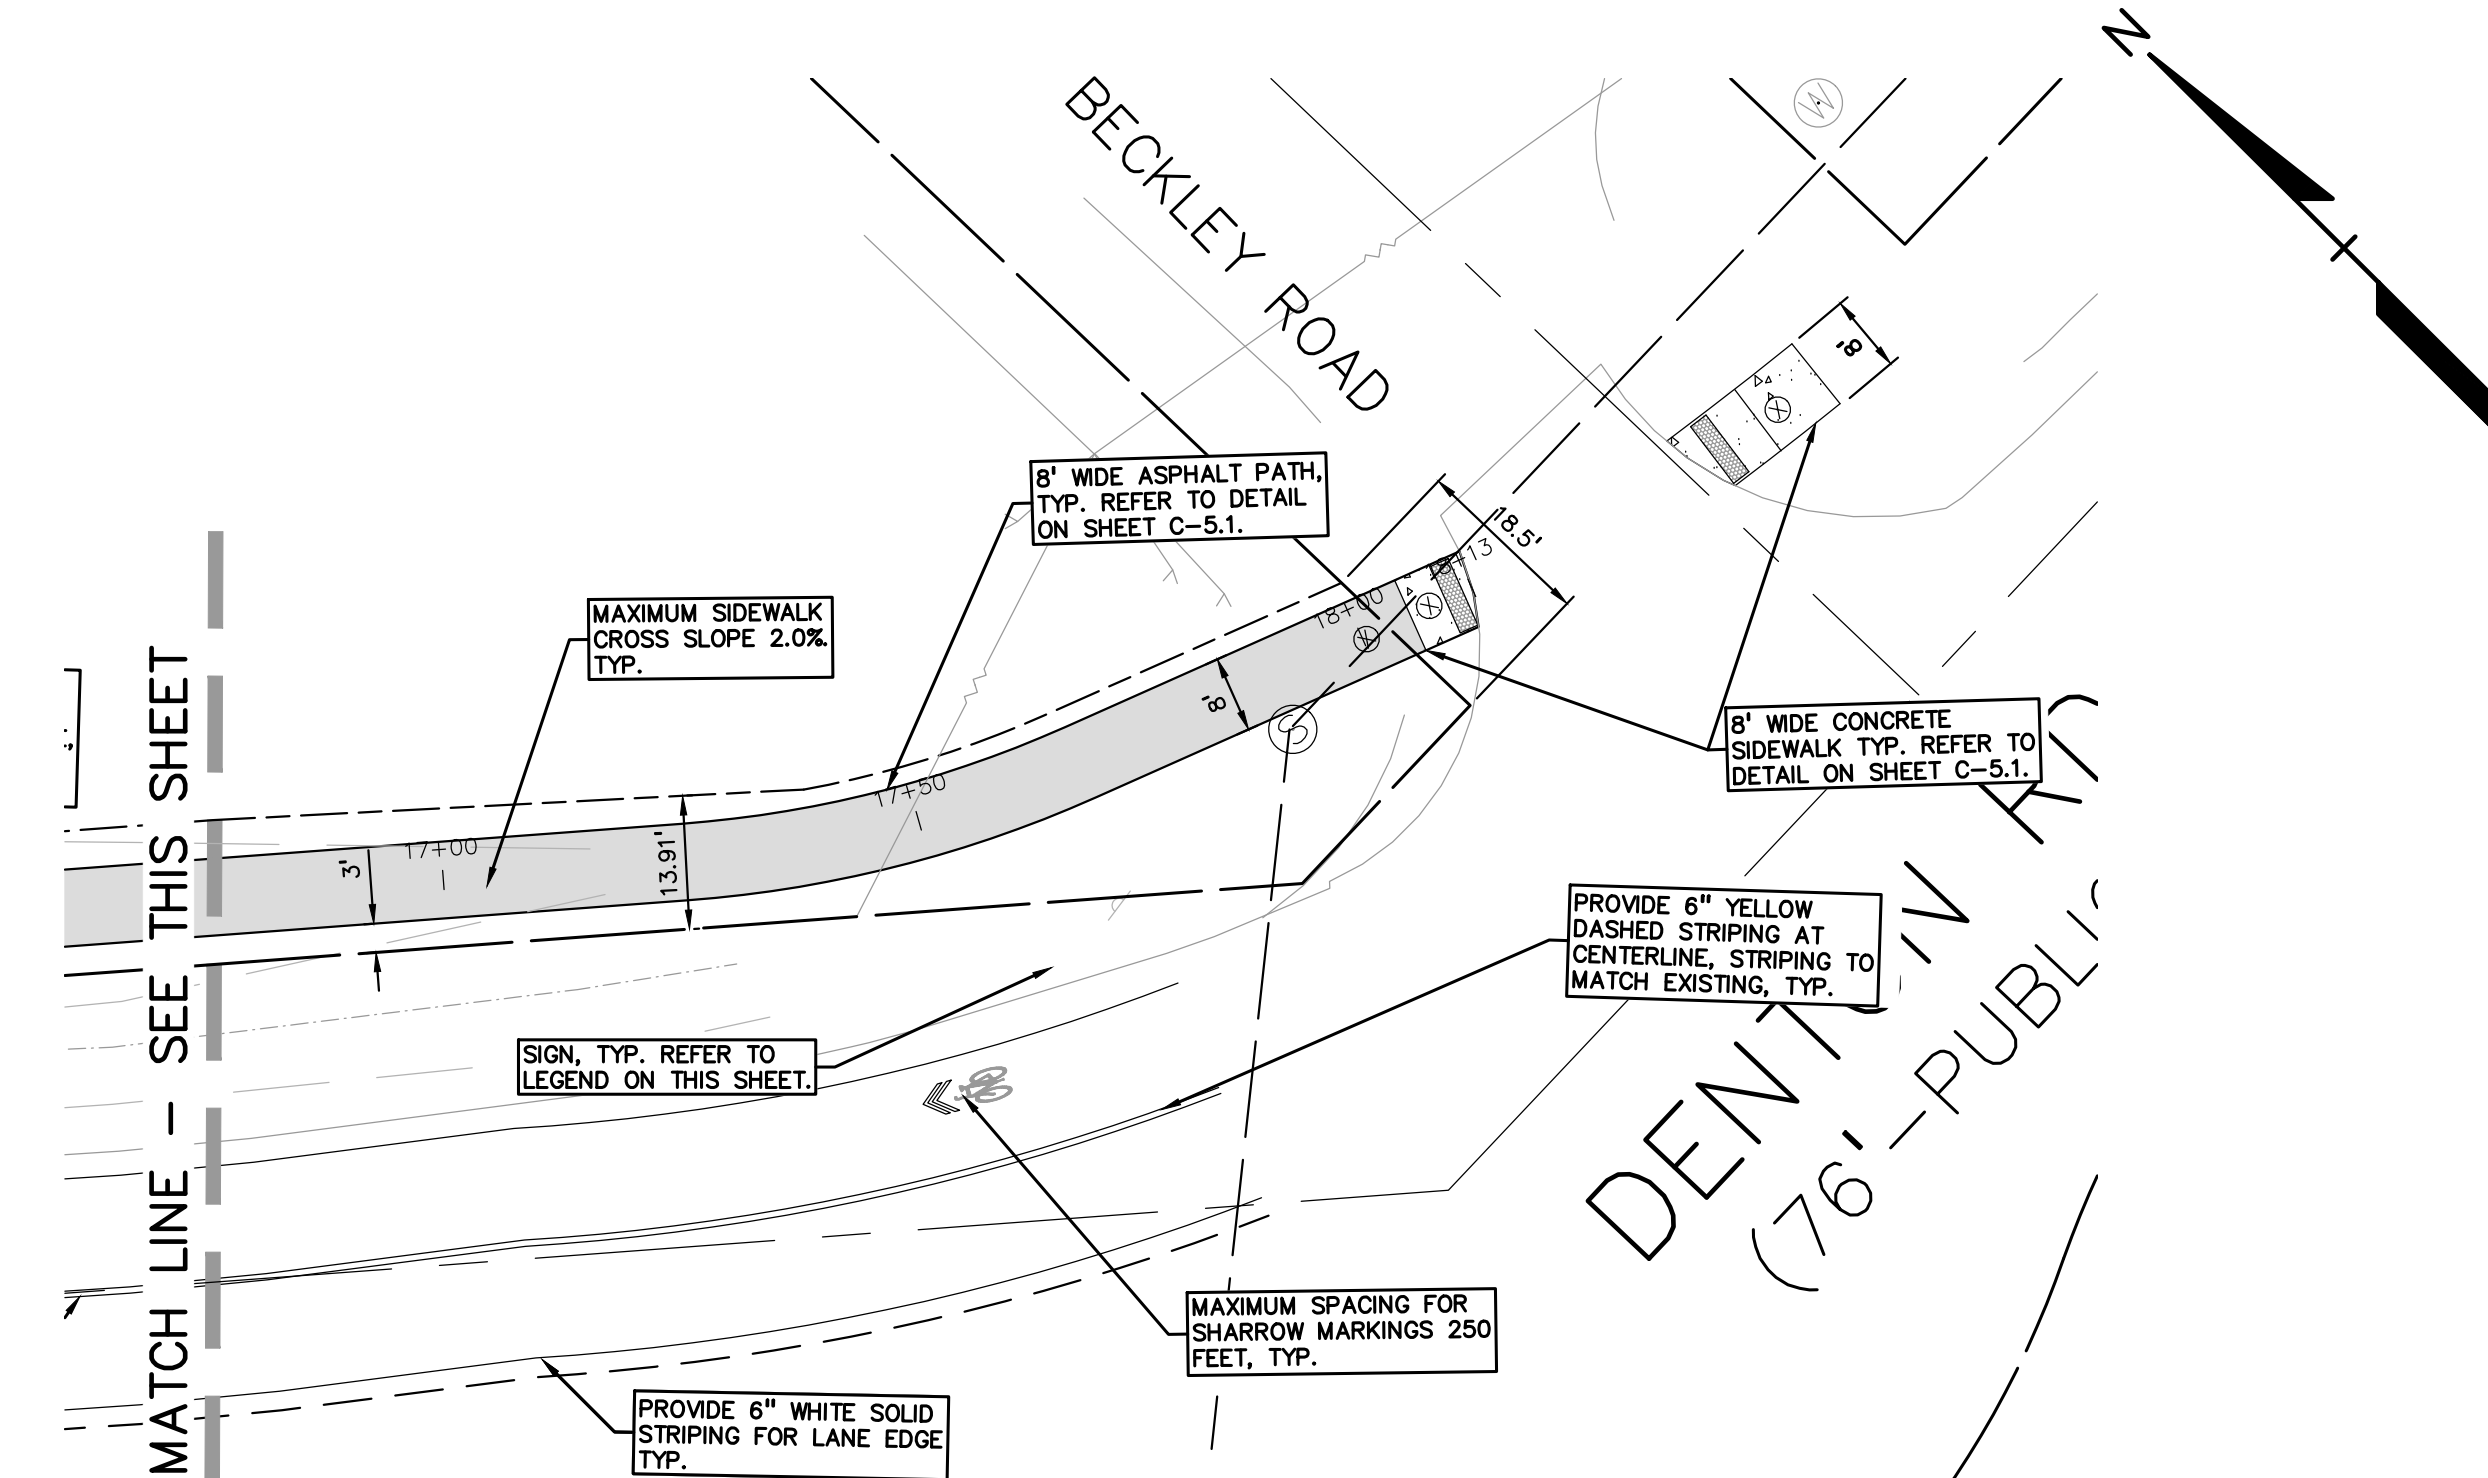 N
BECKLEY ROAD
W
8'
8' WIDE ASPHALT PATH,
TYP. REFER TO DETAIL
ON SHEET C-5.1.
18.5'
18+00
MAXIMUM SIDEWALK
CROSS SLOPE 2.0%.
TYP.
8'
S
8' WIDE CONCRETE
SIDEWALK TYP. REFER TO
DETAIL ON SHEET C-5.1.
17+50
17+00
3'
13.91'
MATCH LINE - SEE THIS SHEET
PROVIDE 6" YELLOW
DASHED STRIPING AT
CENTERLINE, STRIPING TO
MATCH EXISTING, TYP.
SIGN, TYP. REFER TO
LEGEND ON THIS SHEET.
DENTON
(76'-PUBLIC
MAXIMUM SPACING FOR
SHARROW MARKINGS 250
FEET, TYP.
PROVIDE 6" WHITE SOLID
STRIPING FOR LANE EDGE
TYP.